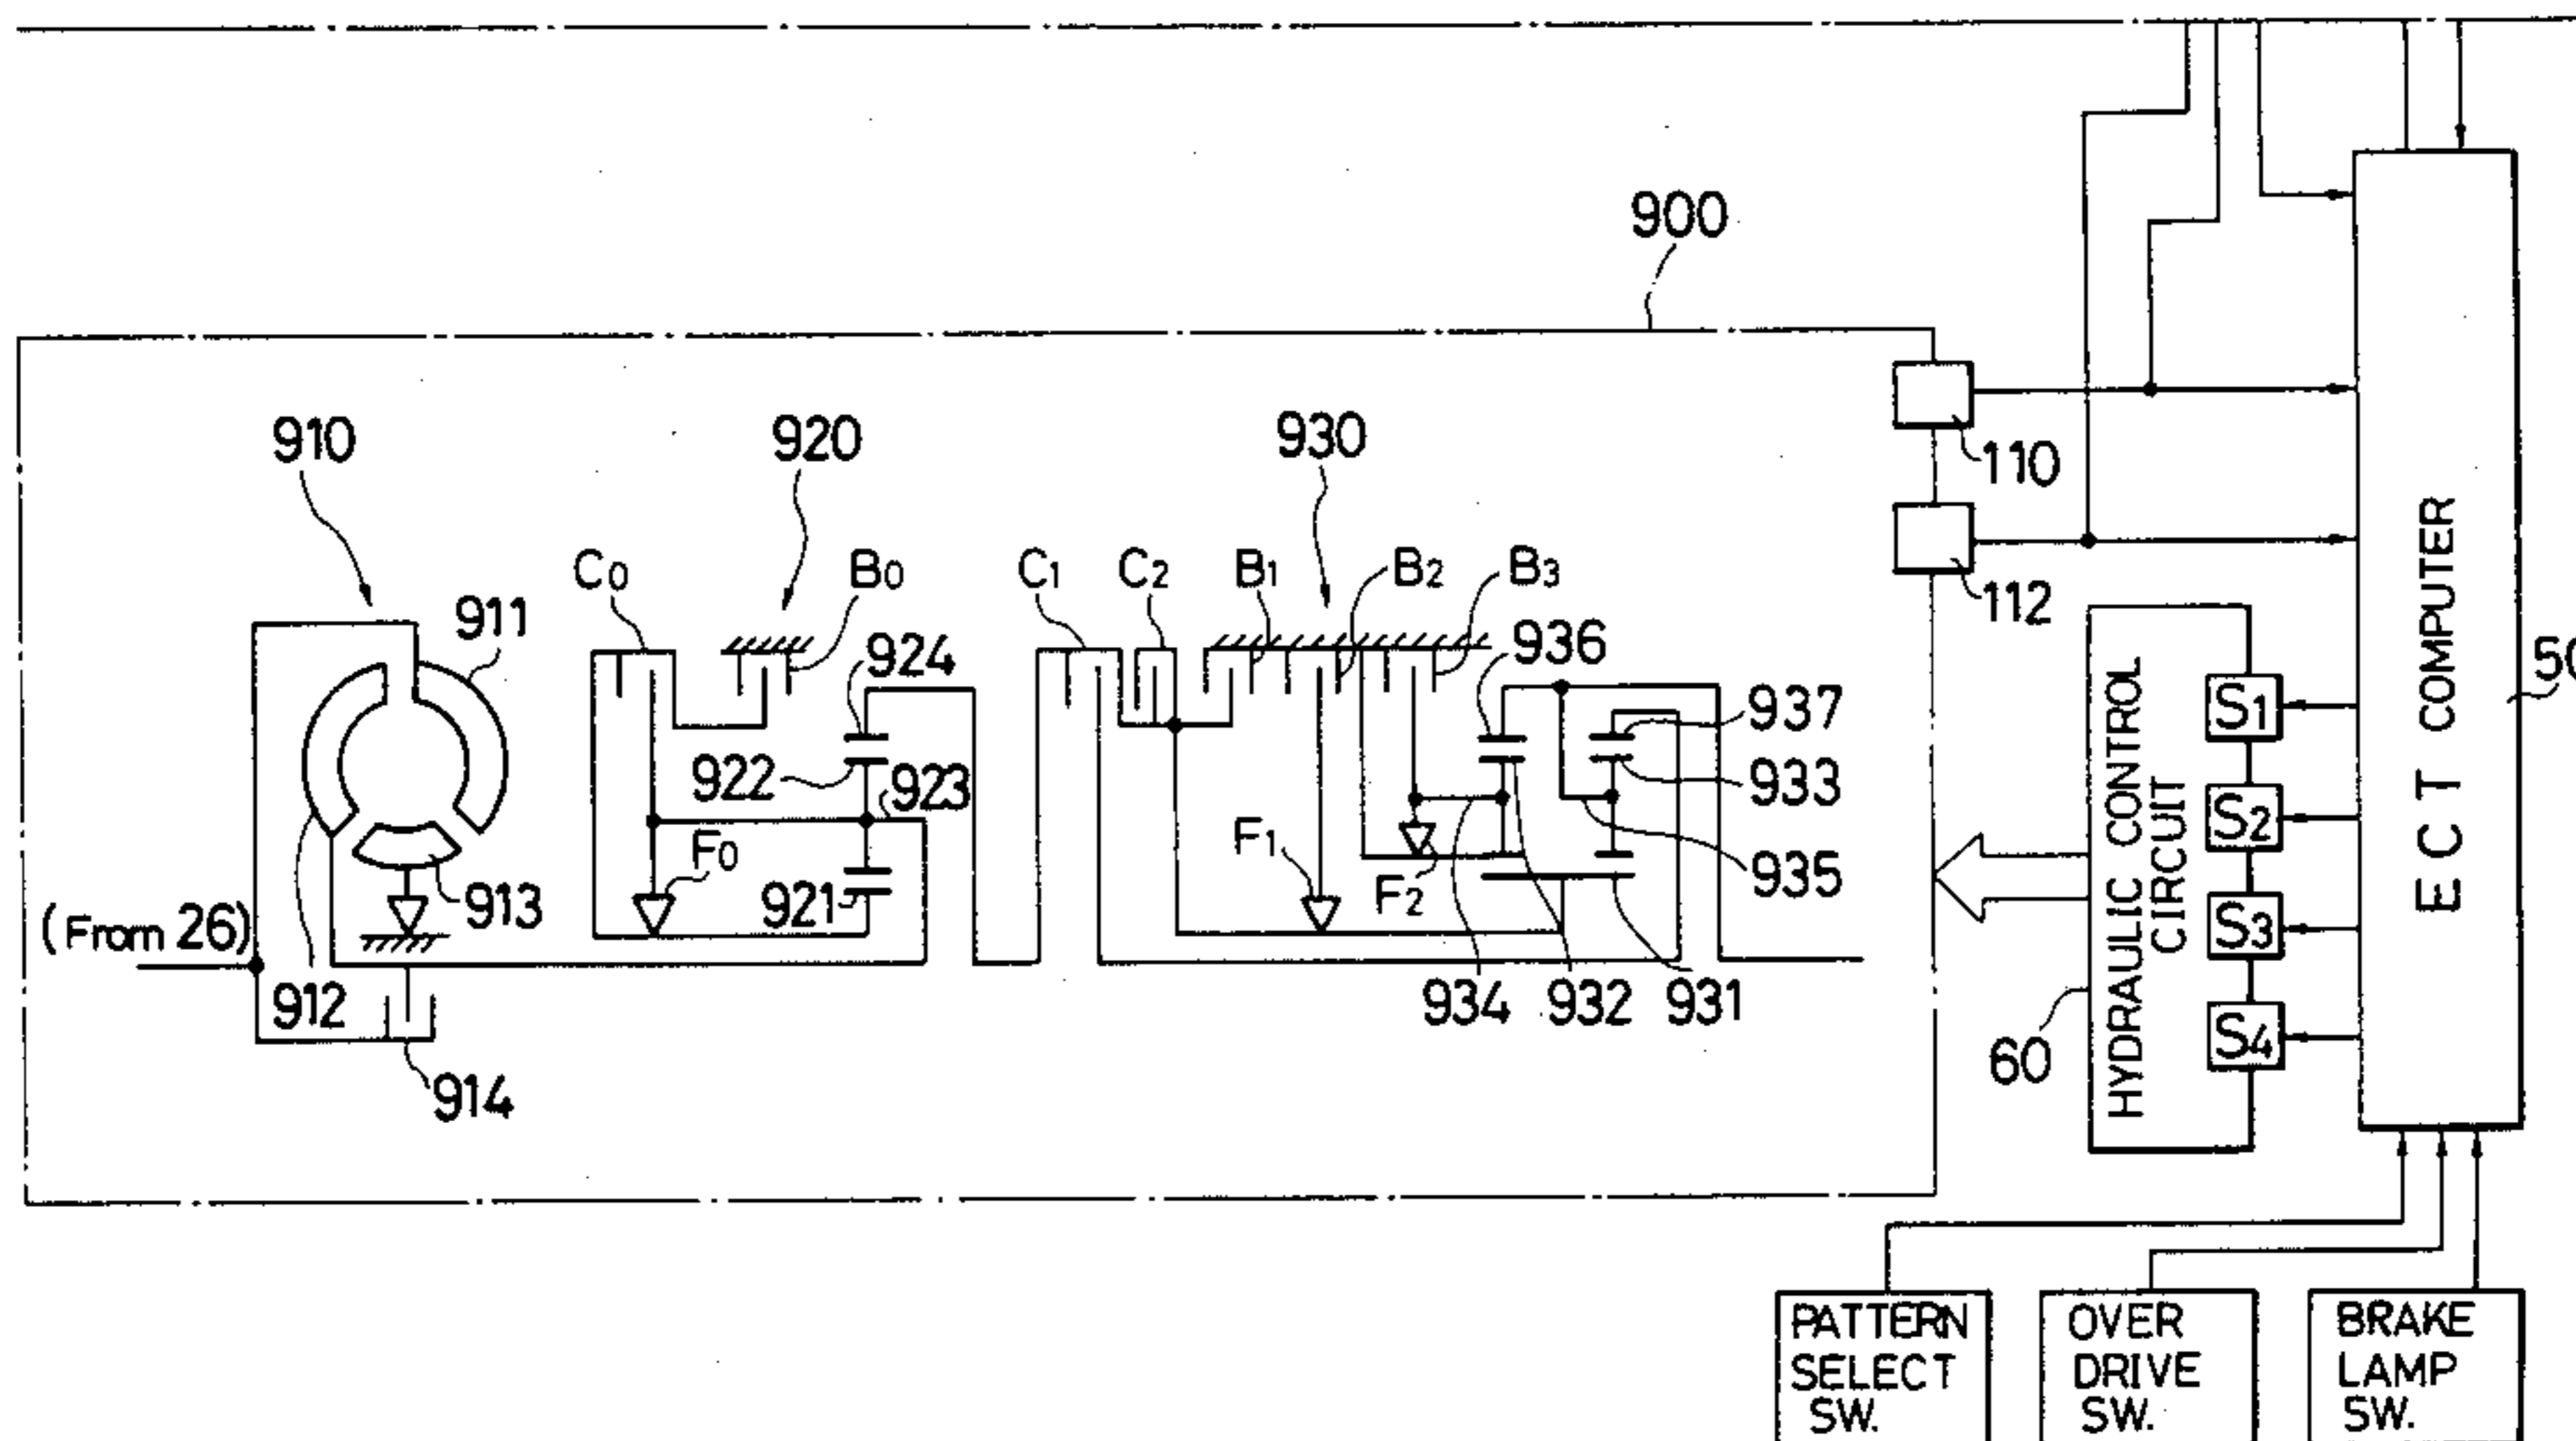 900
110
112
910
920
930
C0
B0
C1
C2
B1
B2
B3
911
924
936
937
922
923
933
F0
F1
F2
935
921
913
(From 26)
912
934
932
931
914
HYDRAULIC CONTROL
CIRCUIT
60
S1
S2
S3
S4
ECT COMPUTER
50
PATTERN
SELECT
SW.
OVER
DRIVE
SW.
BRAKE
LAMP
SW.